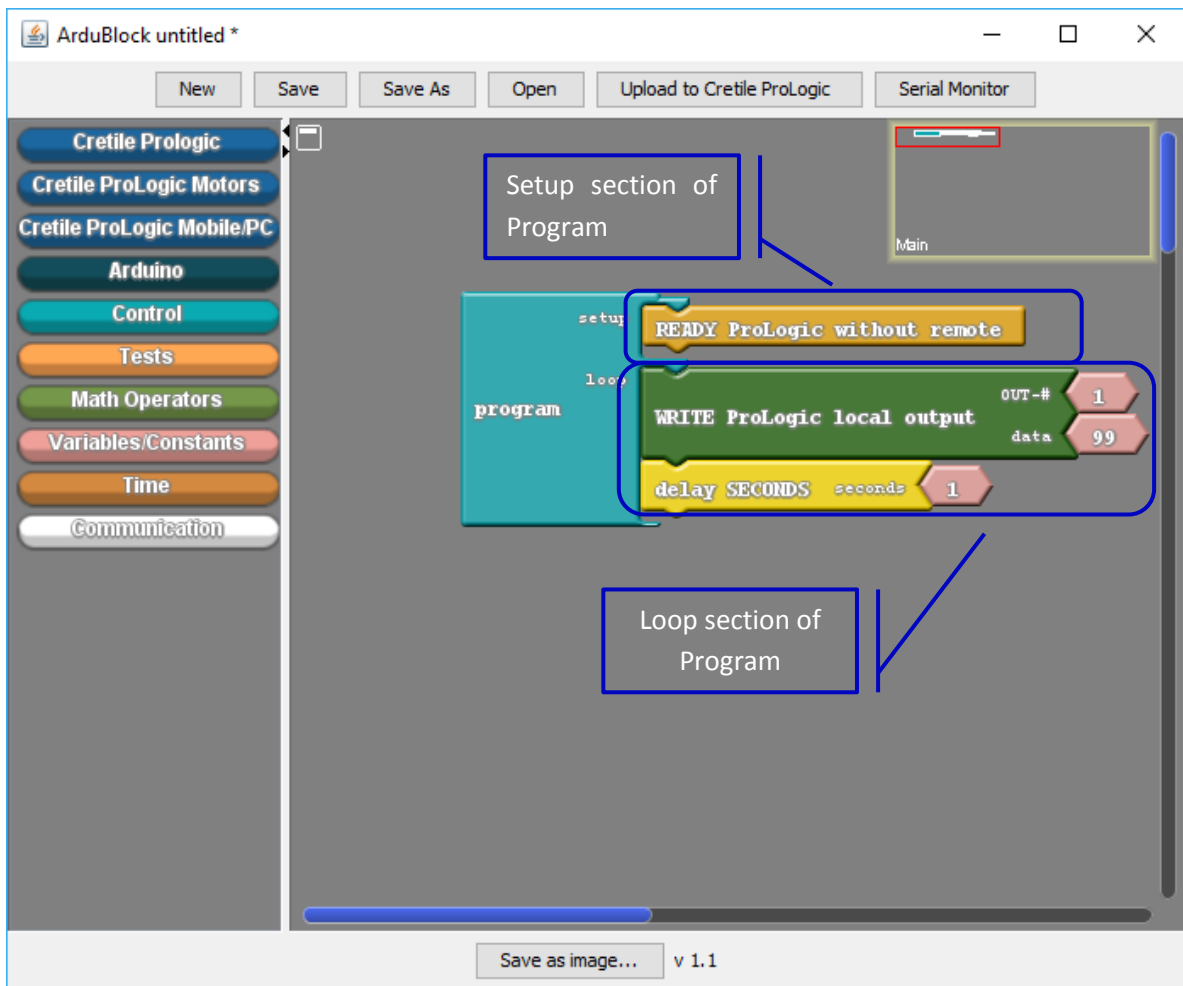 ArduBlock untitled *
New Save Save As Open Upload to Cretile ProLogic Serial Monitor
Cretile Prologic
Cretile ProLogic Motors
Cretile ProLogic Mobile/PC
Arduino
Control
Tests
Math Operators
Variables/Constants
Time
Communication
Setup section of
Program
Main
program
setup
READY ProLogic without remote
loop
WRITE ProLogic local output
OUT-# 1
data 99
delay SECONDS seconds 1
Loop section of
Program
Save as image... v 1.1